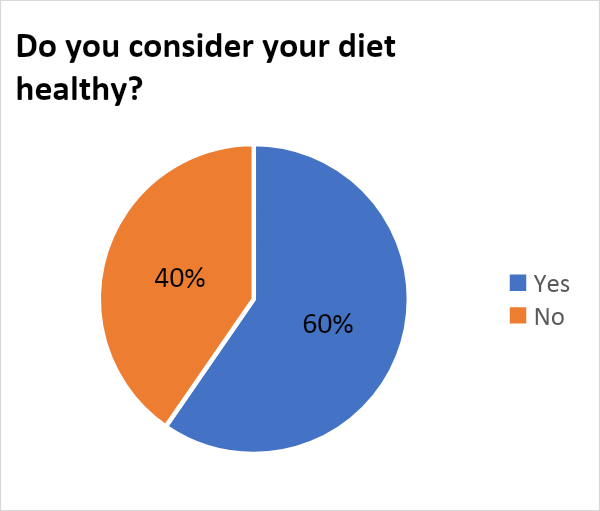 Do you consider your diet
healthy?
40%
60%
Yes
No